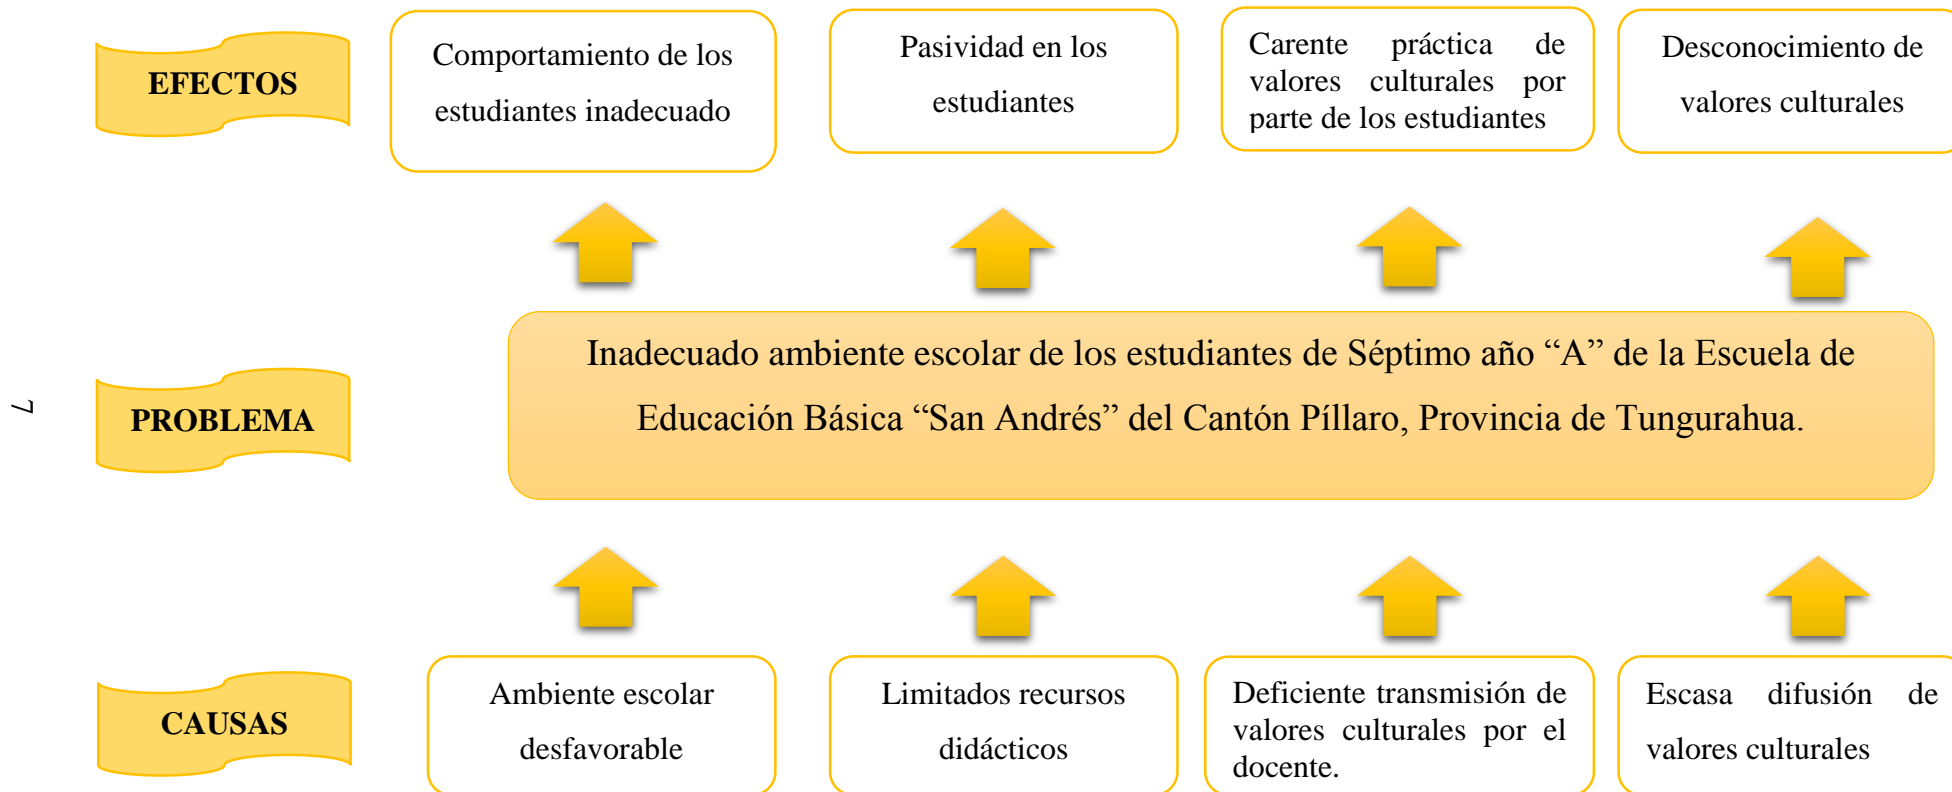 EFECTOS
Comportamiento de los
estudiantes inadecuado
Pasividad en los
estudiantes
Carente práctica de
valores culturales por
parte de los estudiantes
Desconocimiento de
valores culturales
7
PROBLEMA
Inadecuado ambiente escolar de los estudiantes de Séptimo año “A” de la Escuela de
Educación Básica “San Andrés” del Cantón Píllaro, Provincia de Tungurahua.
CAUSAS
Ambiente escolar
desfavorable
Limitados recursos
didácticos
Deficiente transmisión de
valores culturales por el
docente.
Escasa difusión de
valores culturales